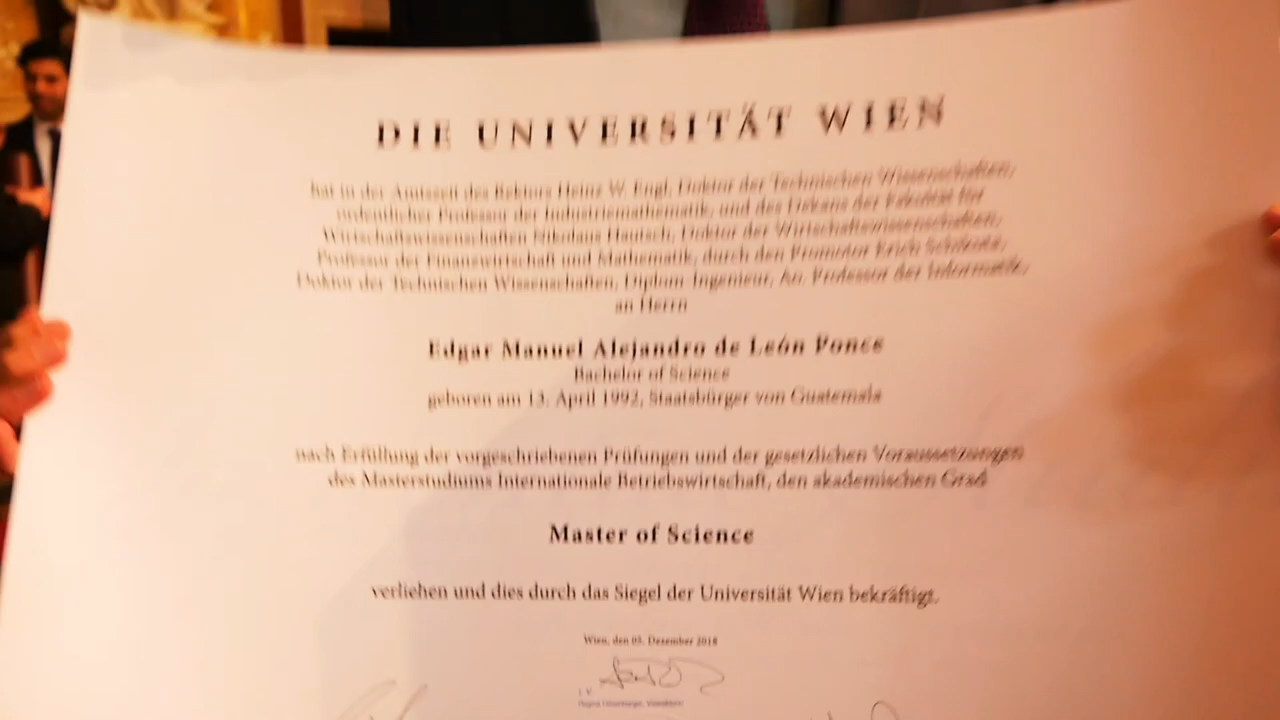 DIE UNIVERSITÄT WIEN
hat in der Amtszeit des Rektors Heinz W. Engl, Doktor der Technischen Wissenschaften,
ordentlicher Professor der Industriemathematik, und des Dekans der Fakultät für
Wirtschaftswissenschaften Nikolaus Hautsch, Doktor der Wirtschaftswissenschaften,
Professor der Finanzwirtschaft und Mathematik, durch den Promotor Erich Schikuta,
Doktor der Technischen Wissenschaften, Diplom-Ingenieur, Ao. Professor der Informatik,
an Herrn
Edgar Manuel Alejandro de León Ponce
Bachelor of Science
geboren am 13. April 1992, Staatsbürger von Guatemala
nach Erfüllung der vorgeschriebenen Prüfungen und der gesetzlichen Voraussetzungen
des Masterstudiums Internationale Betriebswirtschaft, den akademischen Grad
Master of Science
verliehen und dies durch das Siegel der Universität Wien bekräftigt.
Wien, den 05. Dezember 2018